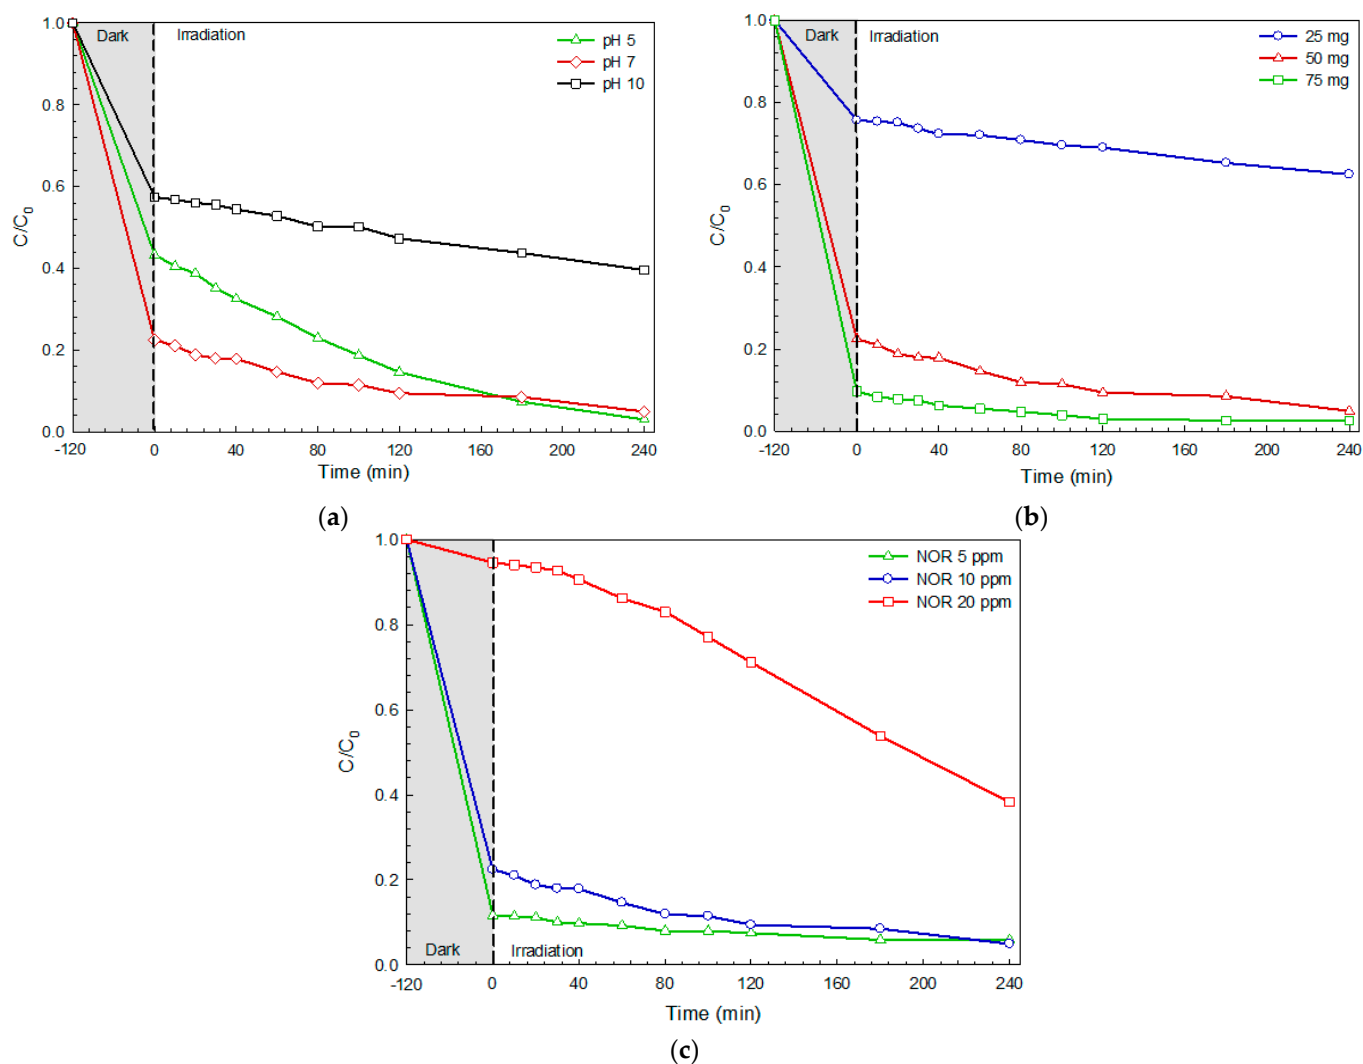 1.0
Dark
Irradiation
pH 5
pH 7
pH 10
0.8
0.6
C/C0
0.4
0.2
0.0
-120 0 40 80 120 160 200 240
Time (min)
(a)
1.0
Dark
Irradiation
25 mg
50 mg
75 mg
0.8
0.6
C/C0
0.4
0.2
0.0
-120 0 40 80 120 160 200 240
Time (min)
(b)
1.0
NOR 5 ppm
NOR 10 ppm
NOR 20 ppm
0.8
0.6
C/C0
0.4
0.2
Dark
Irradiation
0.0
-120 0 40 80 120 160 200 240
Time (min)
(c)